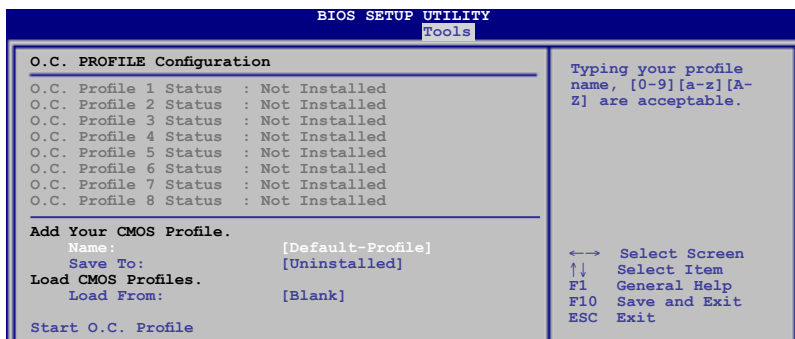 BIOS SETUP UTILITY
Tools
O.C. PROFILE Configuration
O.C. Profile 1 Status : Not Installed
O.C. Profile 2 Status : Not Installed
O.C. Profile 3 Status : Not Installed
O.C. Profile 4 Status : Not Installed
O.C. Profile 5 Status : Not Installed
O.C. Profile 6 Status : Not Installed
O.C. Profile 7 Status : Not Installed
O.C. Profile 8 Status : Not Installed
Add Your CMOS Profile.
Name: [Default-Profile]
Save To: [Uninstalled]
Load CMOS Profiles.
Load From: [Blank]
Start O.C. Profile
Typing your profile
name, [0-9][a-z][A-
Z] are acceptable.
←→ Select Screen
↑↓ Select Item
F1 General Help
F10 Save and Exit
ESC Exit